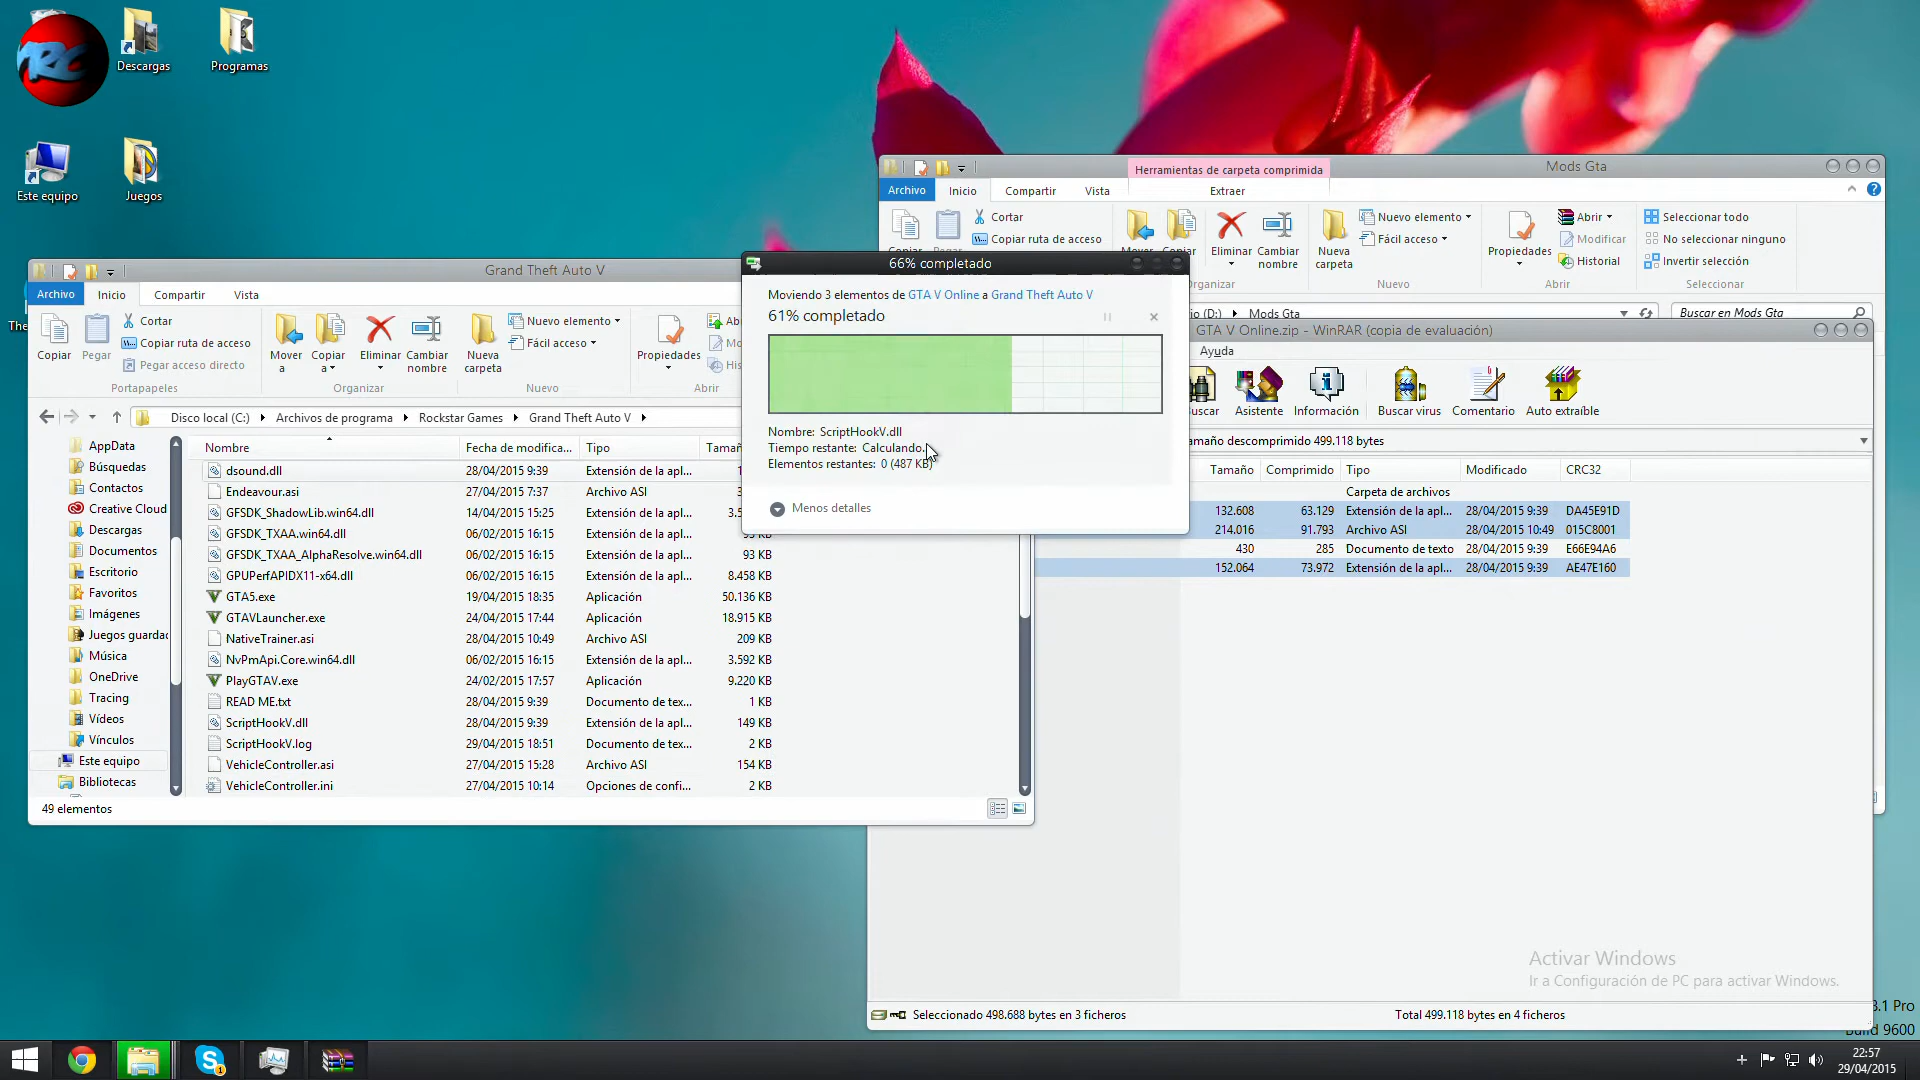 Descargas
Programas
Este equipo
Juegos
The
Herramientas de carpeta comprimida
Mods Gta
Archivo
Inicio
Compartir
Vista
Extraer
Cortar
Copiar ruta de acceso
Eliminar
Cambiar
nombre
Nueva
carpeta
Nuevo elemento
Fácil acceso
Propiedades
Abrir
Modificar
Historial
Seleccionar todo
No seleccionar ninguno
Invertir selección
Nuevo
Abrir
Seleccionar
Mods Gta
Buscar en Mods Gta
Grand Theft Auto V
Archivo
Inicio
Compartir
Vista
Copiar
Pegar
Cortar
Copiar ruta de acceso
Pegar acceso directo
Portapapeles
Mover
a
Copiar
a
Eliminar
Cambiar
nombre
Organizar
Nueva
carpeta
Nuevo elemento
Fácil acceso
Nuevo
Propiedades
Abrir
Disco local (C:)
Archivos de programa
Rockstar Games
Grand Theft Auto V
AppData
Búsquedas
Contactos
Creative Cloud
Descargas
Documentos
Escritorio
Favoritos
Imágenes
Juegos guardac
Música
OneDrive
Tracing
Vídeos
Vínculos
Este equipo
Bibliotecas
Nombre Fecha de modifica... Tipo Tamañ
dsound.dll 28/04/2015 9:39 Extensión de la apl...
Endeavour.asi 27/04/2015 7:37 Archivo ASI
GFSDK_ShadowLib.win64.dll 14/04/2015 15:25 Extensión de la apl...
GFSDK_TXAA.win64.dll 06/02/2015 16:15 Extensión de la apl... 93 KB
GFSDK_TXAA_AlphaResolve.win64.dll 06/02/2015 16:15 Extensión de la apl... 93 KB
GPUPerfAPIDX11-x64.dll 06/02/2015 16:15 Extensión de la apl... 8.458 KB
GTA5.exe 19/04/2015 18:35 Aplicación 50.136 KB
GTAVLauncher.exe 24/04/2015 17:44 Aplicación 18.915 KB
NativeTrainer.asi 28/04/2015 10:49 Archivo ASI 209 KB
NvPmApi.Core.win64.dll 06/02/2015 16:15 Extensión de la apl... 3.592 KB
PlayGTAV.exe 24/02/2015 17:57 Aplicación 9.220 KB
READ ME.txt 28/04/2015 9:39 Documento de tex... 1 KB
ScriptHookV.dll 28/04/2015 9:39 Extensión de la apl... 149 KB
ScriptHookV.log 29/04/2015 18:51 Documento de tex... 2 KB
VehicleController.asi 27/04/2015 15:28 Archivo ASI 154 KB
VehicleController.ini 27/04/2015 10:14 Opciones de confi... 2 KB
49 elementos
66% completado
Moviendo 3 elementos de GTA V Online a Grand Theft Auto V
61% completado
Nombre: ScriptHookV.dll
Tiempo restante: Calculando.
Elementos restantes: 0 (487 KB)
Menos detalles
GTA V Online.zip - WinRAR (copia de evaluación)
Ayuda
Asistente
Información
Buscar virus
Comentario
Auto extraíble
amaño descomprimido 499.118 bytes
Tamaño Comprimido Tipo Modificado CRC32
Carpeta de archivos
132.608 63.129 Extensión de la apl... 28/04/2015 9:39 DA45E91D
214.016 91.793 Archivo ASI 28/04/2015 10:49 015C8001
430 285 Documento de texto 28/04/2015 9:39 E66E94A6
152.064 73.972 Extensión de la apl... 28/04/2015 9:39 AE47E160
Activar Windows
Ir a Configuración de PC para activar Windows.
Seleccionado 498.688 bytes en 3 ficheros
Total 499.118 bytes en 4 ficheros
3.1 Pro
Build 9600
22:57
29/04/2015